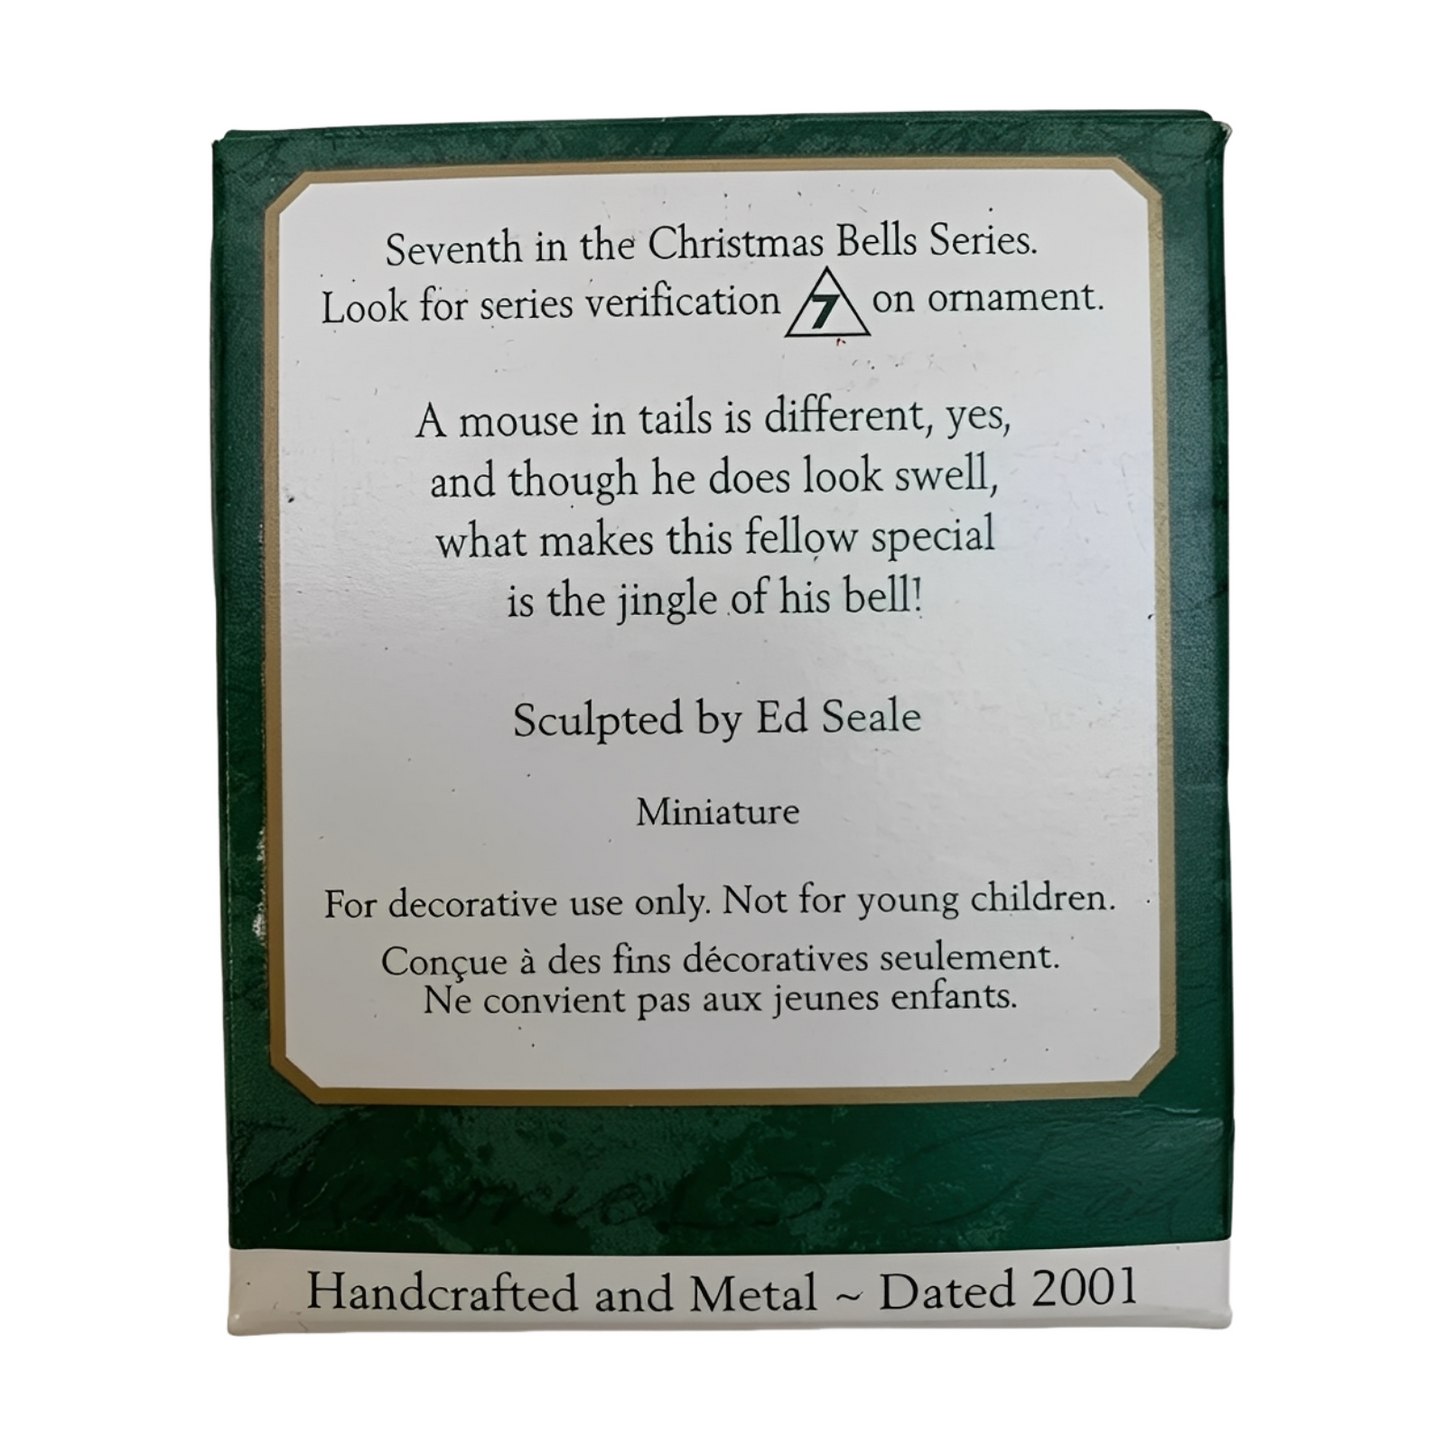 Seventh in the Christmas Bells Series.
Look for series verification 7 on ornament.
A mouse in tails is different, yes,
and though he does look swell,
what makes this fellow special
is the jingle of his bell!
Sculpted by Ed Seale
Miniature
For decorative use only. Not for young children.
Conçue à des fins décoratives seulement.
Ne convient pas aux jeunes enfants.
Handcrafted and Metal ~ Dated 2001